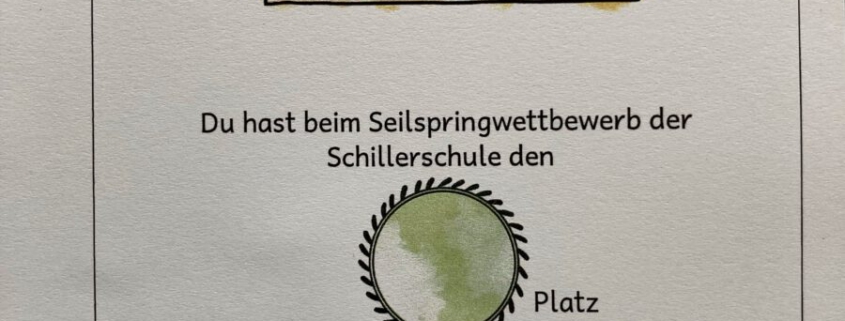 Du hast beim Seilspringwettbewerb der
Schillerschule den
Platz